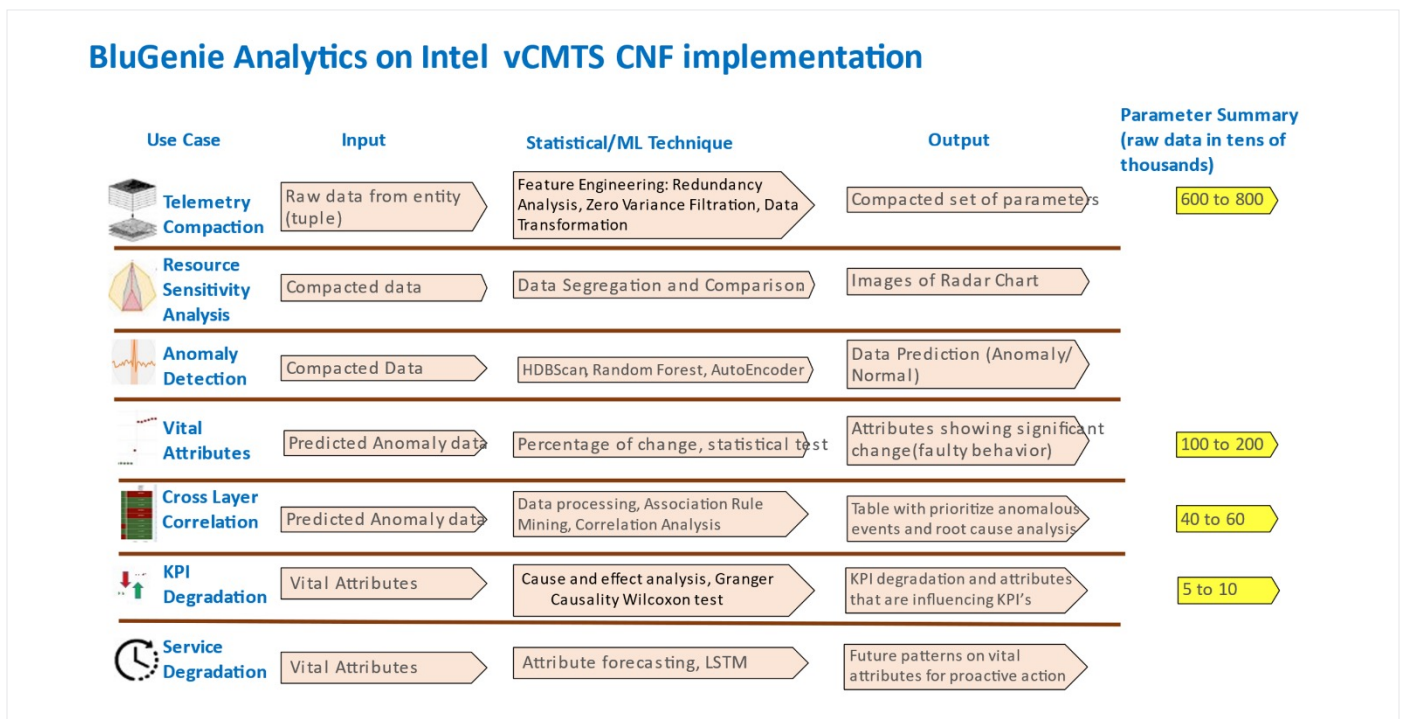 BluGenie Analytics on Intel vCMTS CNF implementation
Use Case
Input
Statistical/ML Technique
Output
Parameter Summary
(raw data in tens of
thousands)
Telemetry
Compaction
Raw data from entity
(tuple)
Feature Engineering: Redundancy
Analysis, Zero Variance Filtration, Data
Transformation
Compacted set of parameters
600 to 800
Resource
Sensitivity
Analysis
Compacted data
Data Segregation and Comparison
Images of Radar Chart
Anomaly
Detection
Compacted Data
HDBScan, Random Forest, AutoEncoder
Data Prediction (Anomaly/
Normal)
Vital
Attributes
Predicted Anomaly data
Percentage of change, statistical test
Attributes showing significant
change(faulty behavior)
100 to 200
Cross Layer
Correlation
Predicted Anomaly data
Data processing, Association Rule
Mining, Correlation Analysis
Table with prioritize anomalous
events and root cause analysis
40 to 60
KPI
Degradation
Vital Attributes
Cause and effect analysis, Granger
Causality Wilcoxon test
KPI degradation and attributes
that are influencing KPI's
5 to 10
Service
Degradation
Vital Attributes
Attribute forecasting, LSTM
Future patterns on vital
attributes for proactive action